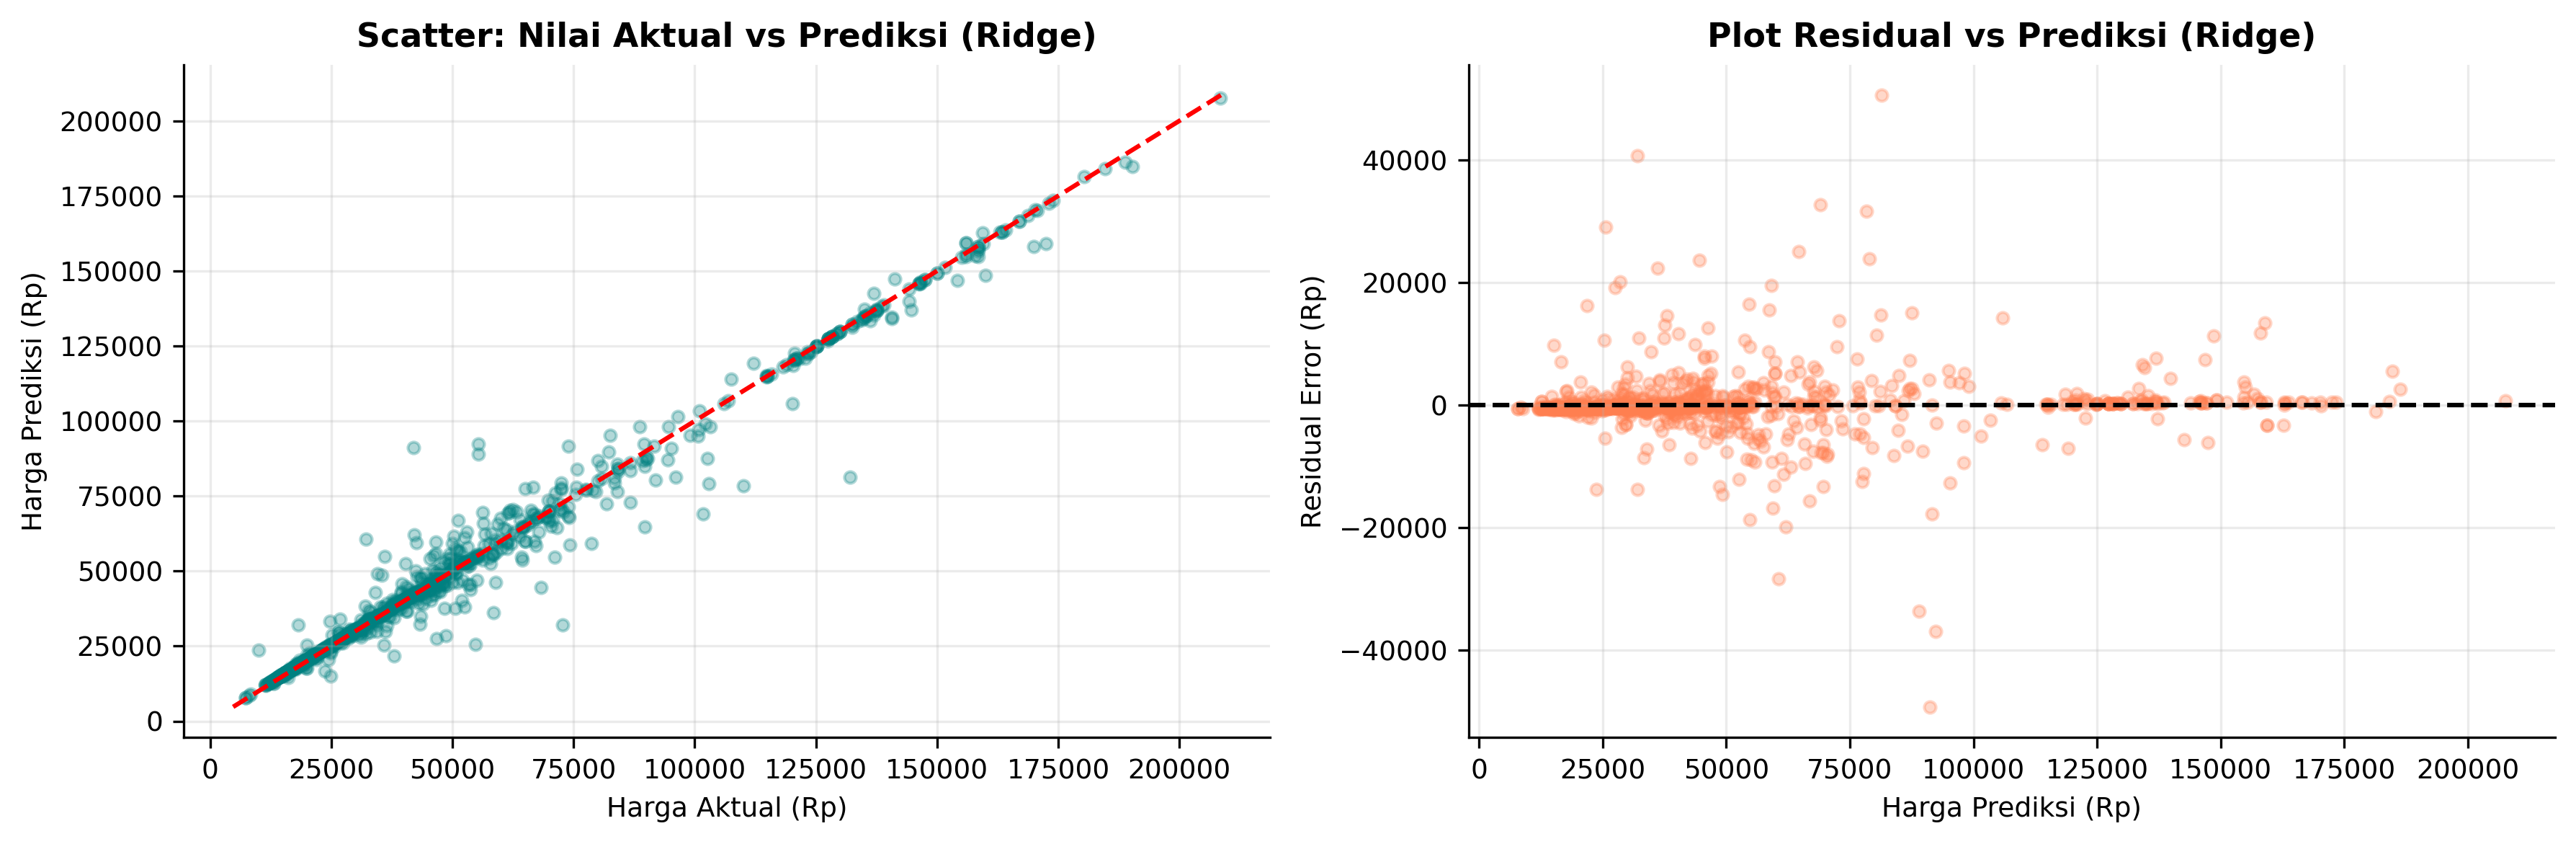 Scatter: Nilai Aktual vs Prediksi (Ridge)
Harga Prediksi (Rp)
200000
175000
150000
125000
100000
75000
50000
25000
0
0 25000 50000 75000 100000 125000 150000 175000 200000
Harga Aktual (Rp)
Plot Residual vs Prediksi (Ridge)
Residual Error (Rp)
40000
20000
0
−20000
−40000
0 25000 50000 75000 100000 125000 150000 175000 200000
Harga Prediksi (Rp)